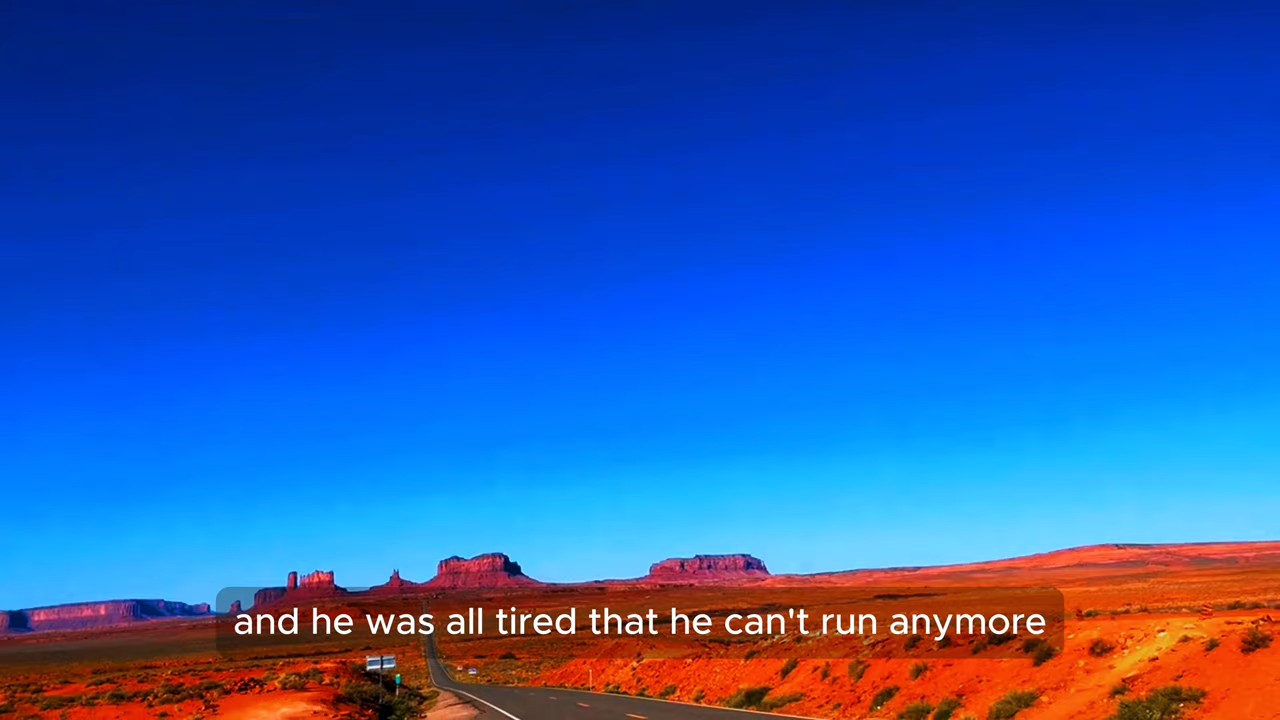 and he was all tired that he can't run anymore